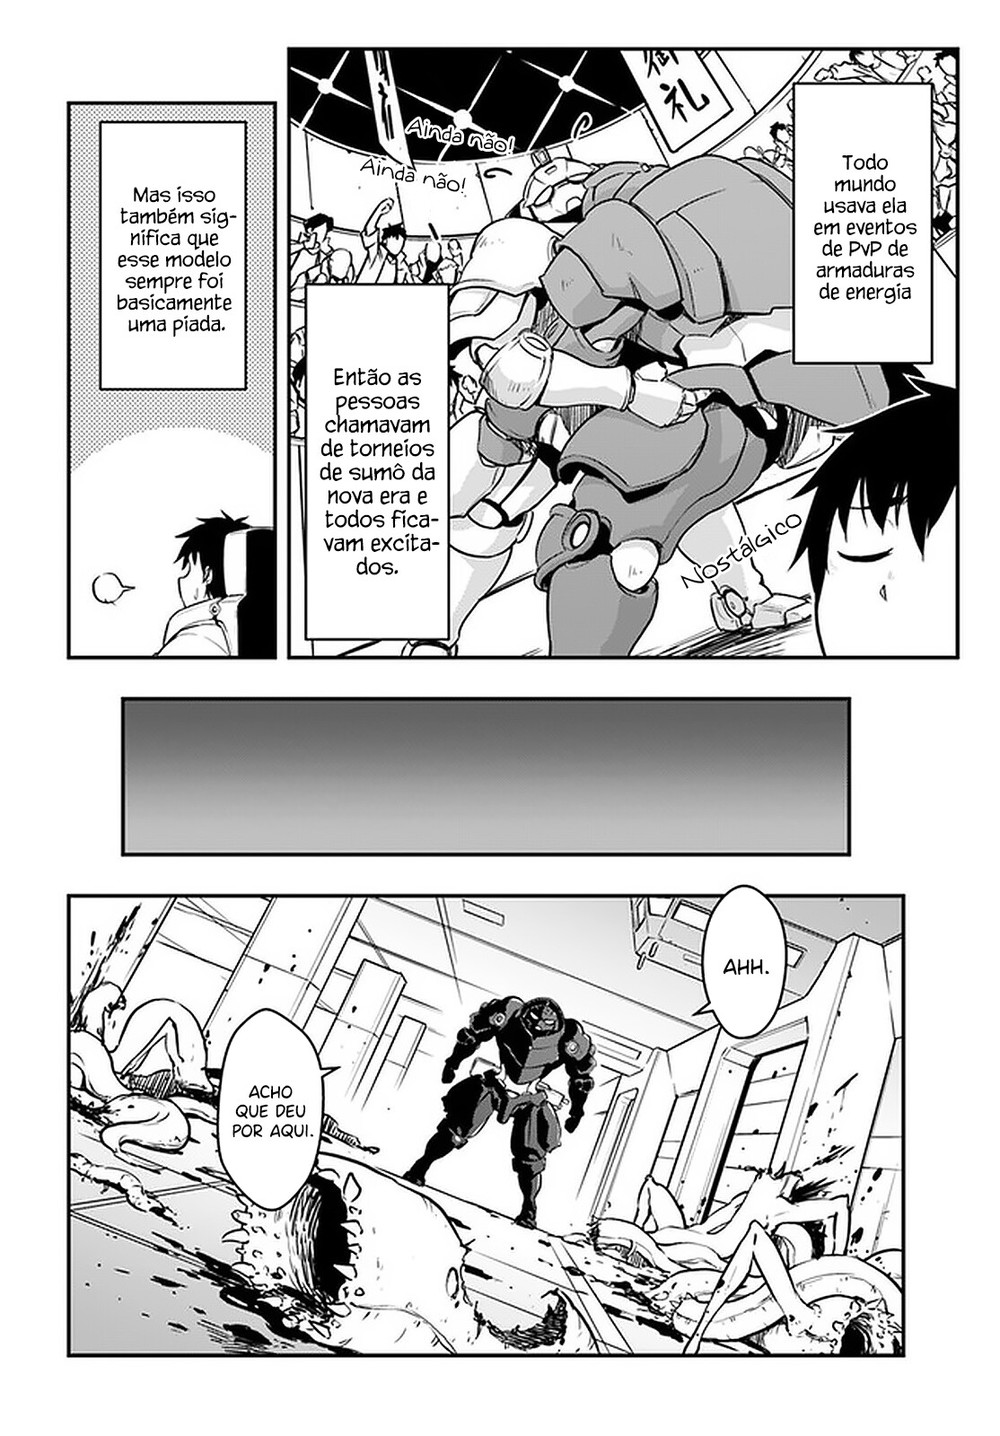 Todo
mundo
usava ela
em eventos
de PvP de
armaduras
de energia
御礼
Ainda não!
Ainda não!
Então as
pessoas
chamavam
de torneios
de sumô da
nova era e
todos fica-
vam excita-
dos.
Nostálgico
Mas isso
também sig-
nifica que
esse modelo
sempre foi
basicamente
uma piada.
AHH.
ACHO
QUE DEU
POR AQUI.